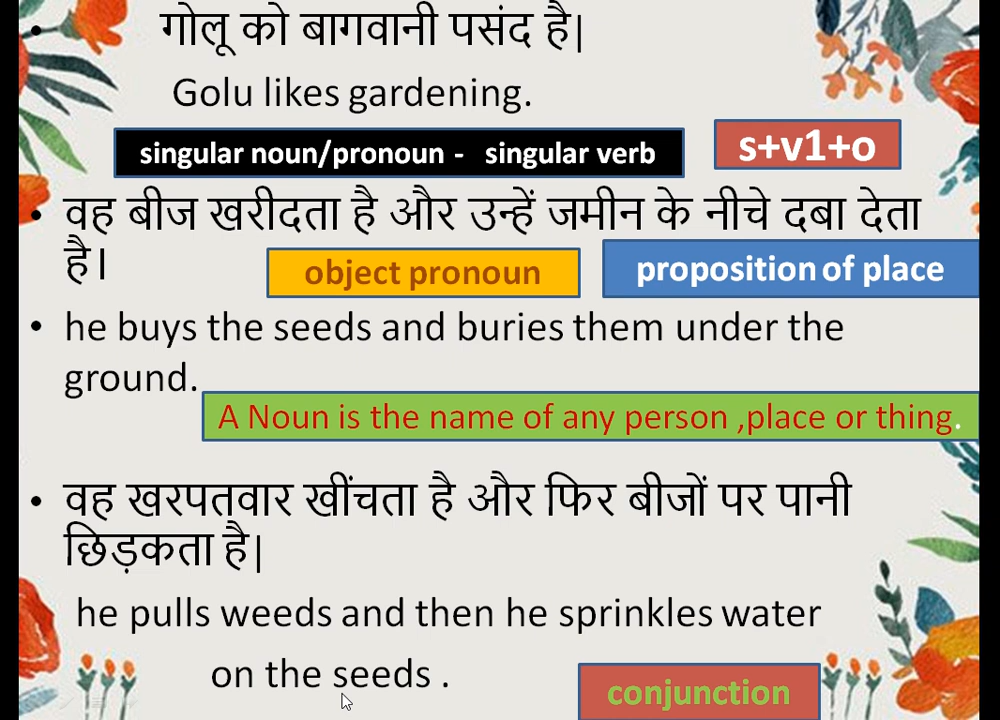 • गोलू को बागवानी पसंद है|
Golu likes gardening.
singular noun/pronoun - singular verb
s+v1+o
• वह बीज खरीदता है और उन्हें जमीन के नीचे दबा देता
है।
object pronoun
proposition of place
• he buys the seeds and buries them under the
ground.
A Noun is the name of any person ,place or thing.
• वह खरपतवार खींचता है और फिर बीजों पर पानी
छिड़कता है|
he pulls weeds and then he sprinkles water
on the seeds .
conjunction